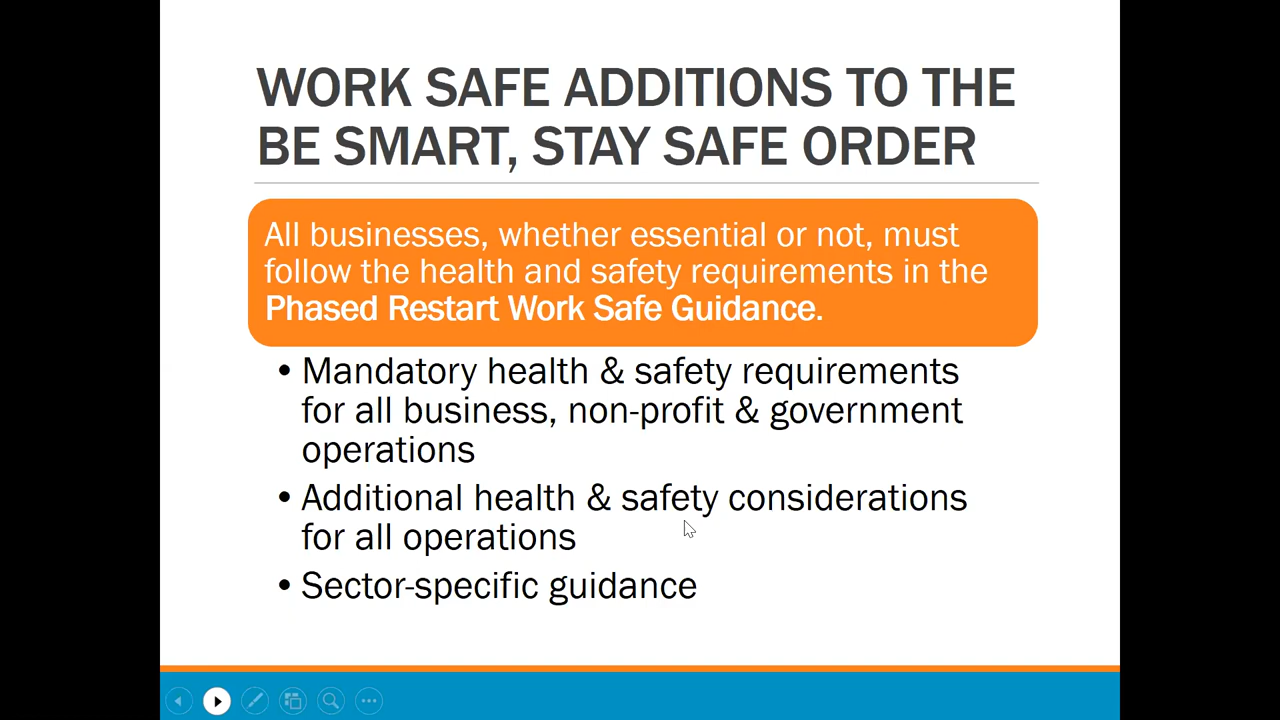 WORK SAFE ADDITIONS TO THE
BE SMART, STAY SAFE ORDER
All businesses, whether essential or not, must
follow the health and safety requirements in the
Phased Restart Work Safe Guidance.
• Mandatory health & safety requirements
for all business, non-profit & government
operations
• Additional health & safety considerations
for all operations
• Sector-specific guidance